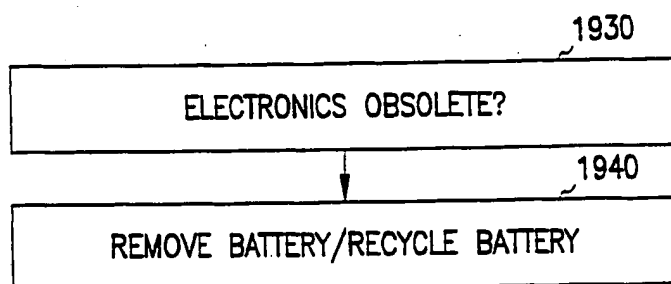 1930
ELECTRONICS OBSOLETE?
1940
REMOVE BATTERY/RECYCLE BATTERY